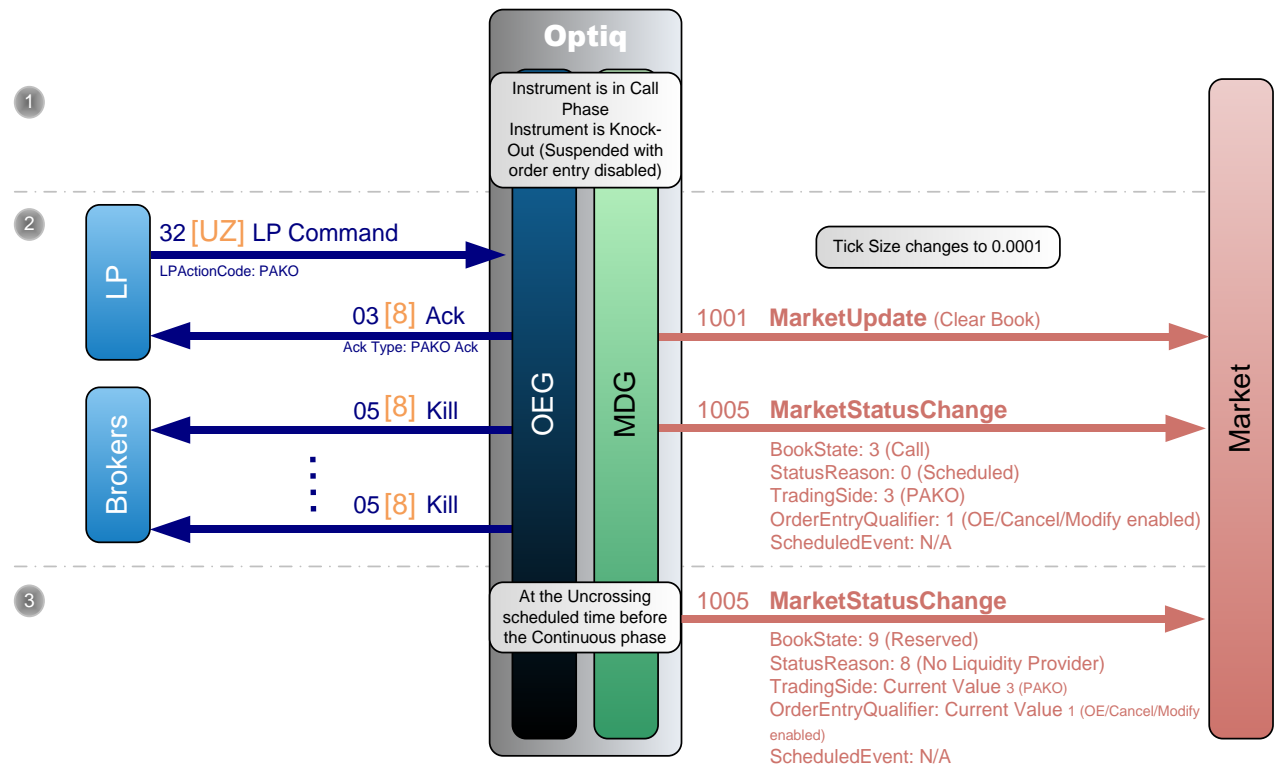 Optiq
1
Instrument is in Call
Phase
Instrument is Knock-
Out (Suspended with
order entry disabled)
2
LP
32 [UZ] LP Command
LPActionCode: PAKO
Tick Size changes to 0.0001
03 [8] Ack
Ack Type: PAKO Ack
1001 MarketUpdate (Clear Book)
OEG
MDG
Market
Brokers
05 [8] Kill
05 [8] Kill
1005 MarketStatusChange
BookState: 3 (Call)
StatusReason: 0 (Scheduled)
TradingSide: 3 (PAKO)
OrderEntryQualifier: 1 (OE/Cancel/Modify enabled)
ScheduledEvent: N/A
3
At the Uncrossing
scheduled time before
the Continuous phase
1005 MarketStatusChange
BookState: 9 (Reserved)
StatusReason: 8 (No Liquidity Provider)
TradingSide: Current Value 3 (PAKO)
OrderEntryQualifier: Current Value 1 (OE/Cancel/Modify
enabled)
ScheduledEvent: N/A